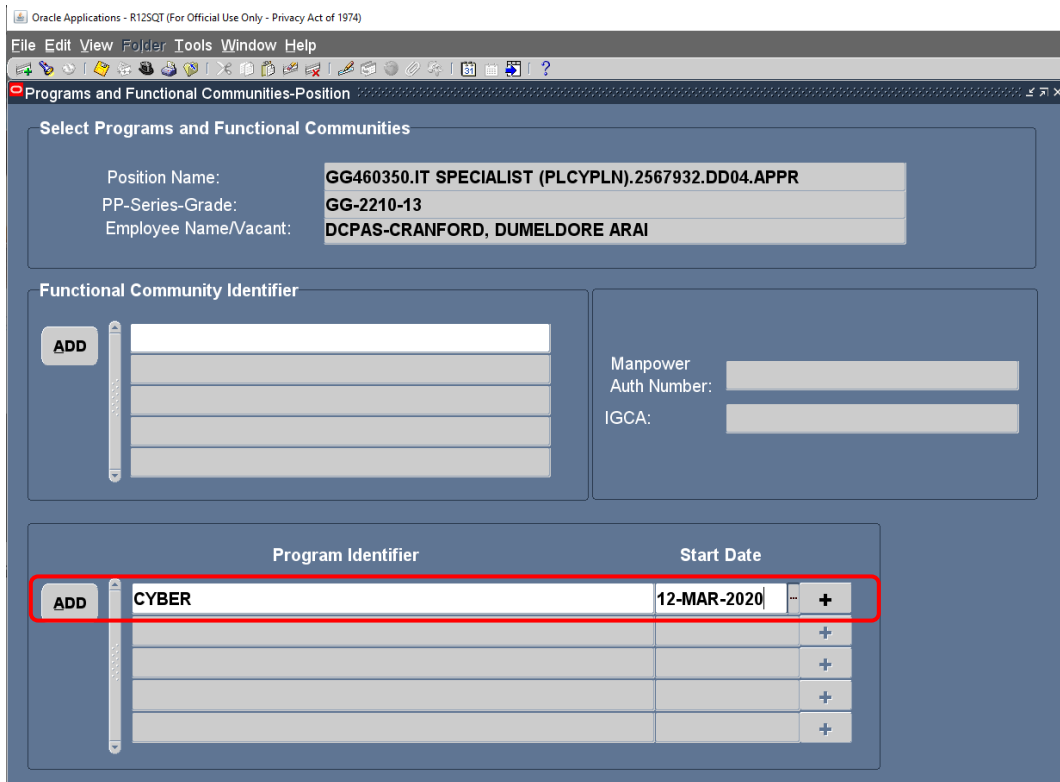 Oracle Applications - R12SQT (For Official Use Only - Privacy Act of 1974)
File Edit View Folder Tools Window Help
Programs and Functional Communities-Position
Select Programs and Functional Communities
Position Name: GG460350.IT SPECIALIST (PLCYPLN).2567932.DD04.APPR
PP-Series-Grade: GG-2210-13
Employee Name/Vacant: DCPAS-CRANFORD, DUMELDORE ARAI
Functional Community Identifier
ADD
Manpower
Auth Number:
IGCA:
Program Identifier Start Date
ADD CYBER 12-MAR-2020 ... +
+
+
+
+